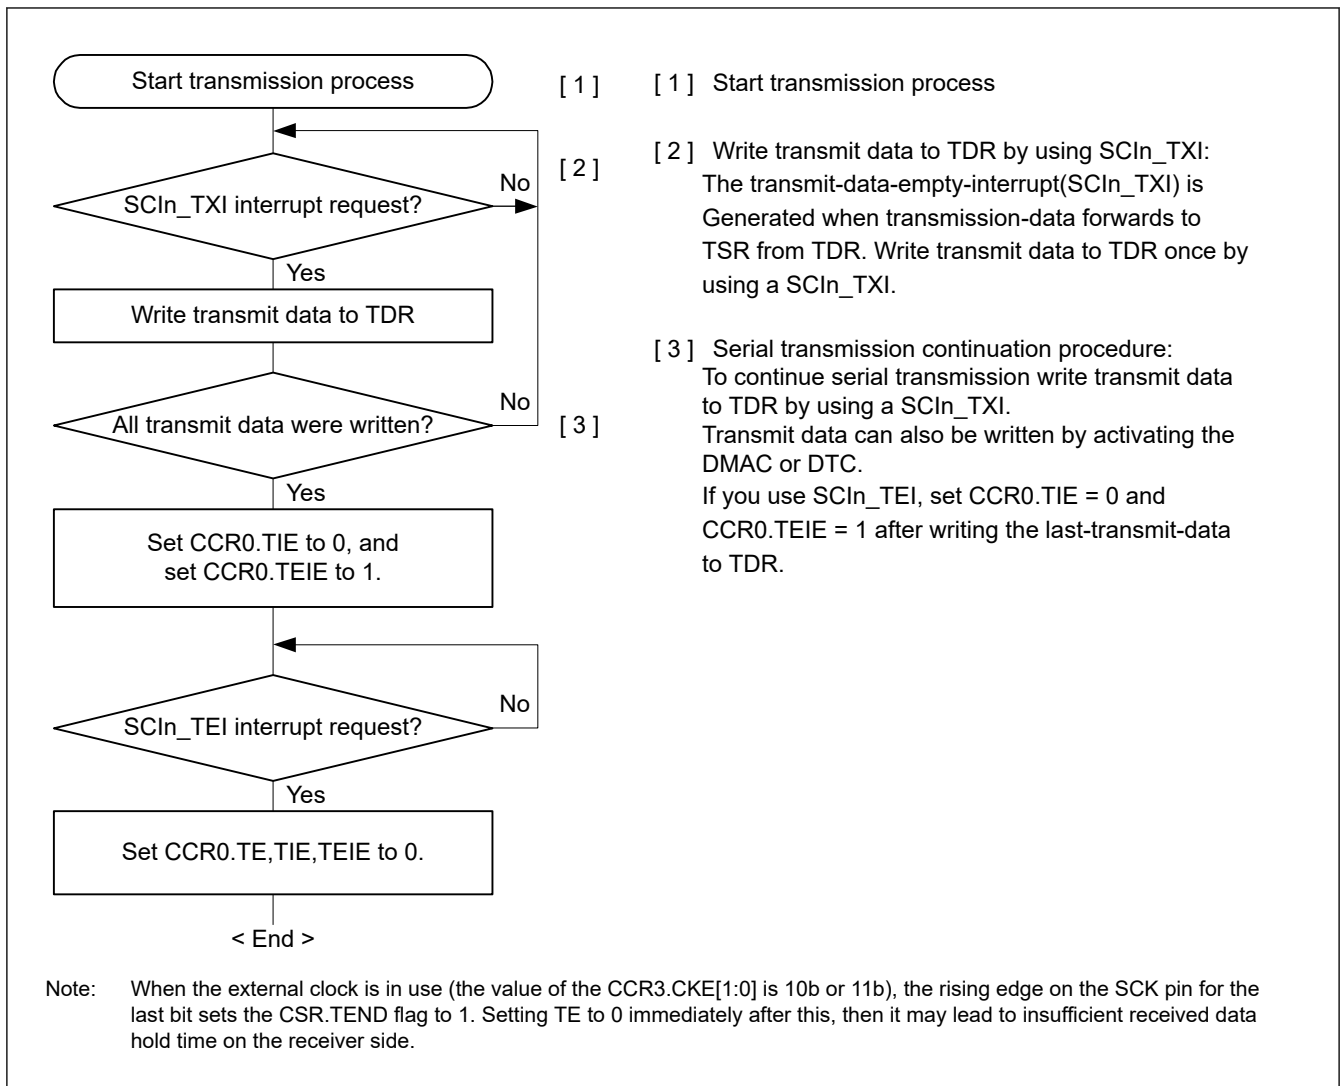 Start transmission process
[ 1 ]
SCIn_TXI interrupt request?
No
[ 2 ]
Yes
Write transmit data to TDR
All transmit data were written?
No
[ 3 ]
Yes
Set CCR0.TIE to 0, and
set CCR0.TEIE to 1.
SCIn_TEI interrupt request?
No
Yes
Set CCR0.TE,TIE,TEIE to 0.
< End >
[ 1 ] Start transmission process
[ 2 ] Write transmit data to TDR by using SCIn_TXI:
The transmit-data-empty-interrupt(SCIn_TXI) is
Generated when transmission-data forwards to
TSR from TDR. Write transmit data to TDR once by
using a SCIn_TXI.
[ 3 ] Serial transmission continuation procedure:
To continue serial transmission write transmit data
to TDR by using a SCIn_TXI.
Transmit data can also be written by activating the
DMAC or DTC.
If you use SCIn_TEI, set CCR0.TIE = 0 and
CCR0.TEIE = 1 after writing the last-transmit-data
to TDR.
Note: When the external clock is in use (the value of the CCR3.CKE[1:0] is 10b or 11b), the rising edge on the SCK pin for the
last bit sets the CSR.TEND flag to 1. Setting TE to 0 immediately after this, then it may lead to insufficient received data
hold time on the receiver side.